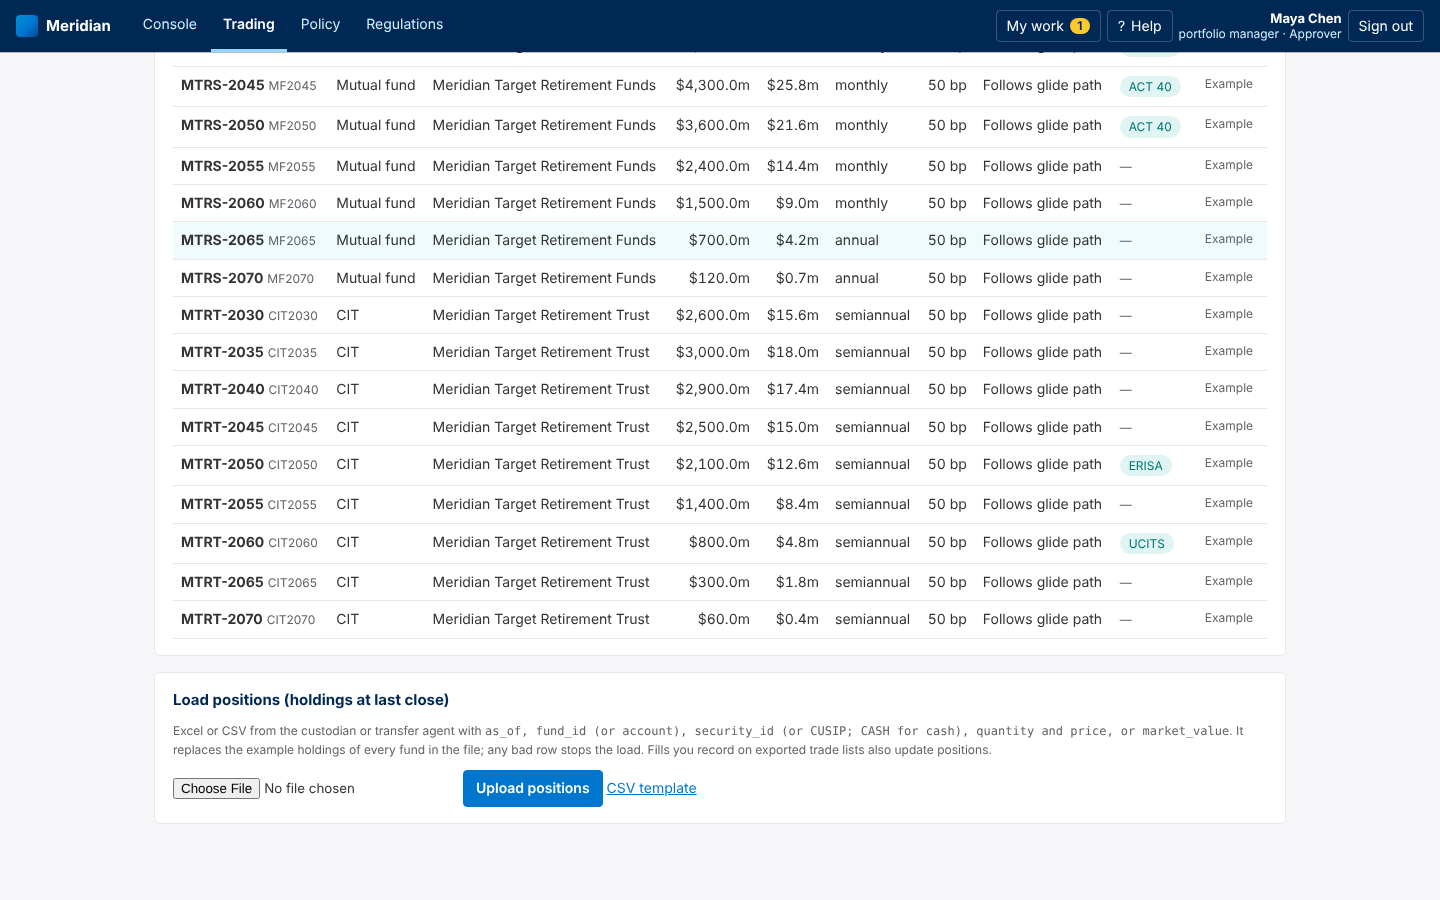 Meridian Console Trading Policy Regulations My work 1 ? Help Maya Chen Sign out
portfolio manager · Approver
MTRS-2045 MF2045 Mutual fund Meridian Target Retirement Funds $4,300.0m $25.8m monthly 50 bp Follows glide path ACT 40 Example
MTRS-2050 MF2050 Mutual fund Meridian Target Retirement Funds $3,600.0m $21.6m monthly 50 bp Follows glide path ACT 40 Example
MTRS-2055 MF2055 Mutual fund Meridian Target Retirement Funds $2,400.0m $14.4m monthly 50 bp Follows glide path — Example
MTRS-2060 MF2060 Mutual fund Meridian Target Retirement Funds $1,500.0m $9.0m monthly 50 bp Follows glide path — Example
MTRS-2065 MF2065 Mutual fund Meridian Target Retirement Funds $700.0m $4.2m annual 50 bp Follows glide path — Example
MTRS-2070 MF2070 Mutual fund Meridian Target Retirement Funds $120.0m $0.7m annual 50 bp Follows glide path — Example
MTRT-2030 CIT2030 CIT Meridian Target Retirement Trust $2,600.0m $15.6m semiannual 50 bp Follows glide path — Example
MTRT-2035 CIT2035 CIT Meridian Target Retirement Trust $3,000.0m $18.0m semiannual 50 bp Follows glide path — Example
MTRT-2040 CIT2040 CIT Meridian Target Retirement Trust $2,900.0m $17.4m semiannual 50 bp Follows glide path — Example
MTRT-2045 CIT2045 CIT Meridian Target Retirement Trust $2,500.0m $15.0m semiannual 50 bp Follows glide path — Example
MTRT-2050 CIT2050 CIT Meridian Target Retirement Trust $2,100.0m $12.6m semiannual 50 bp Follows glide path ERISA Example
MTRT-2055 CIT2055 CIT Meridian Target Retirement Trust $1,400.0m $8.4m semiannual 50 bp Follows glide path — Example
MTRT-2060 CIT2060 CIT Meridian Target Retirement Trust $800.0m $4.8m semiannual 50 bp Follows glide path UCITS Example
MTRT-2065 CIT2065 CIT Meridian Target Retirement Trust $300.0m $1.8m semiannual 50 bp Follows glide path — Example
MTRT-2070 CIT2070 CIT Meridian Target Retirement Trust $60.0m $0.4m semiannual 50 bp Follows glide path — Example
Load positions (holdings at last close)
Excel or CSV from the custodian or transfer agent with as_of, fund_id (or account), security_id (or CUSIP; CASH for cash), quantity and price, or market_value. It
replaces the example holdings of every fund in the file; any bad row stops the load. Fills you record on exported trade lists also update positions.
Choose File No file chosen Upload positions CSV template